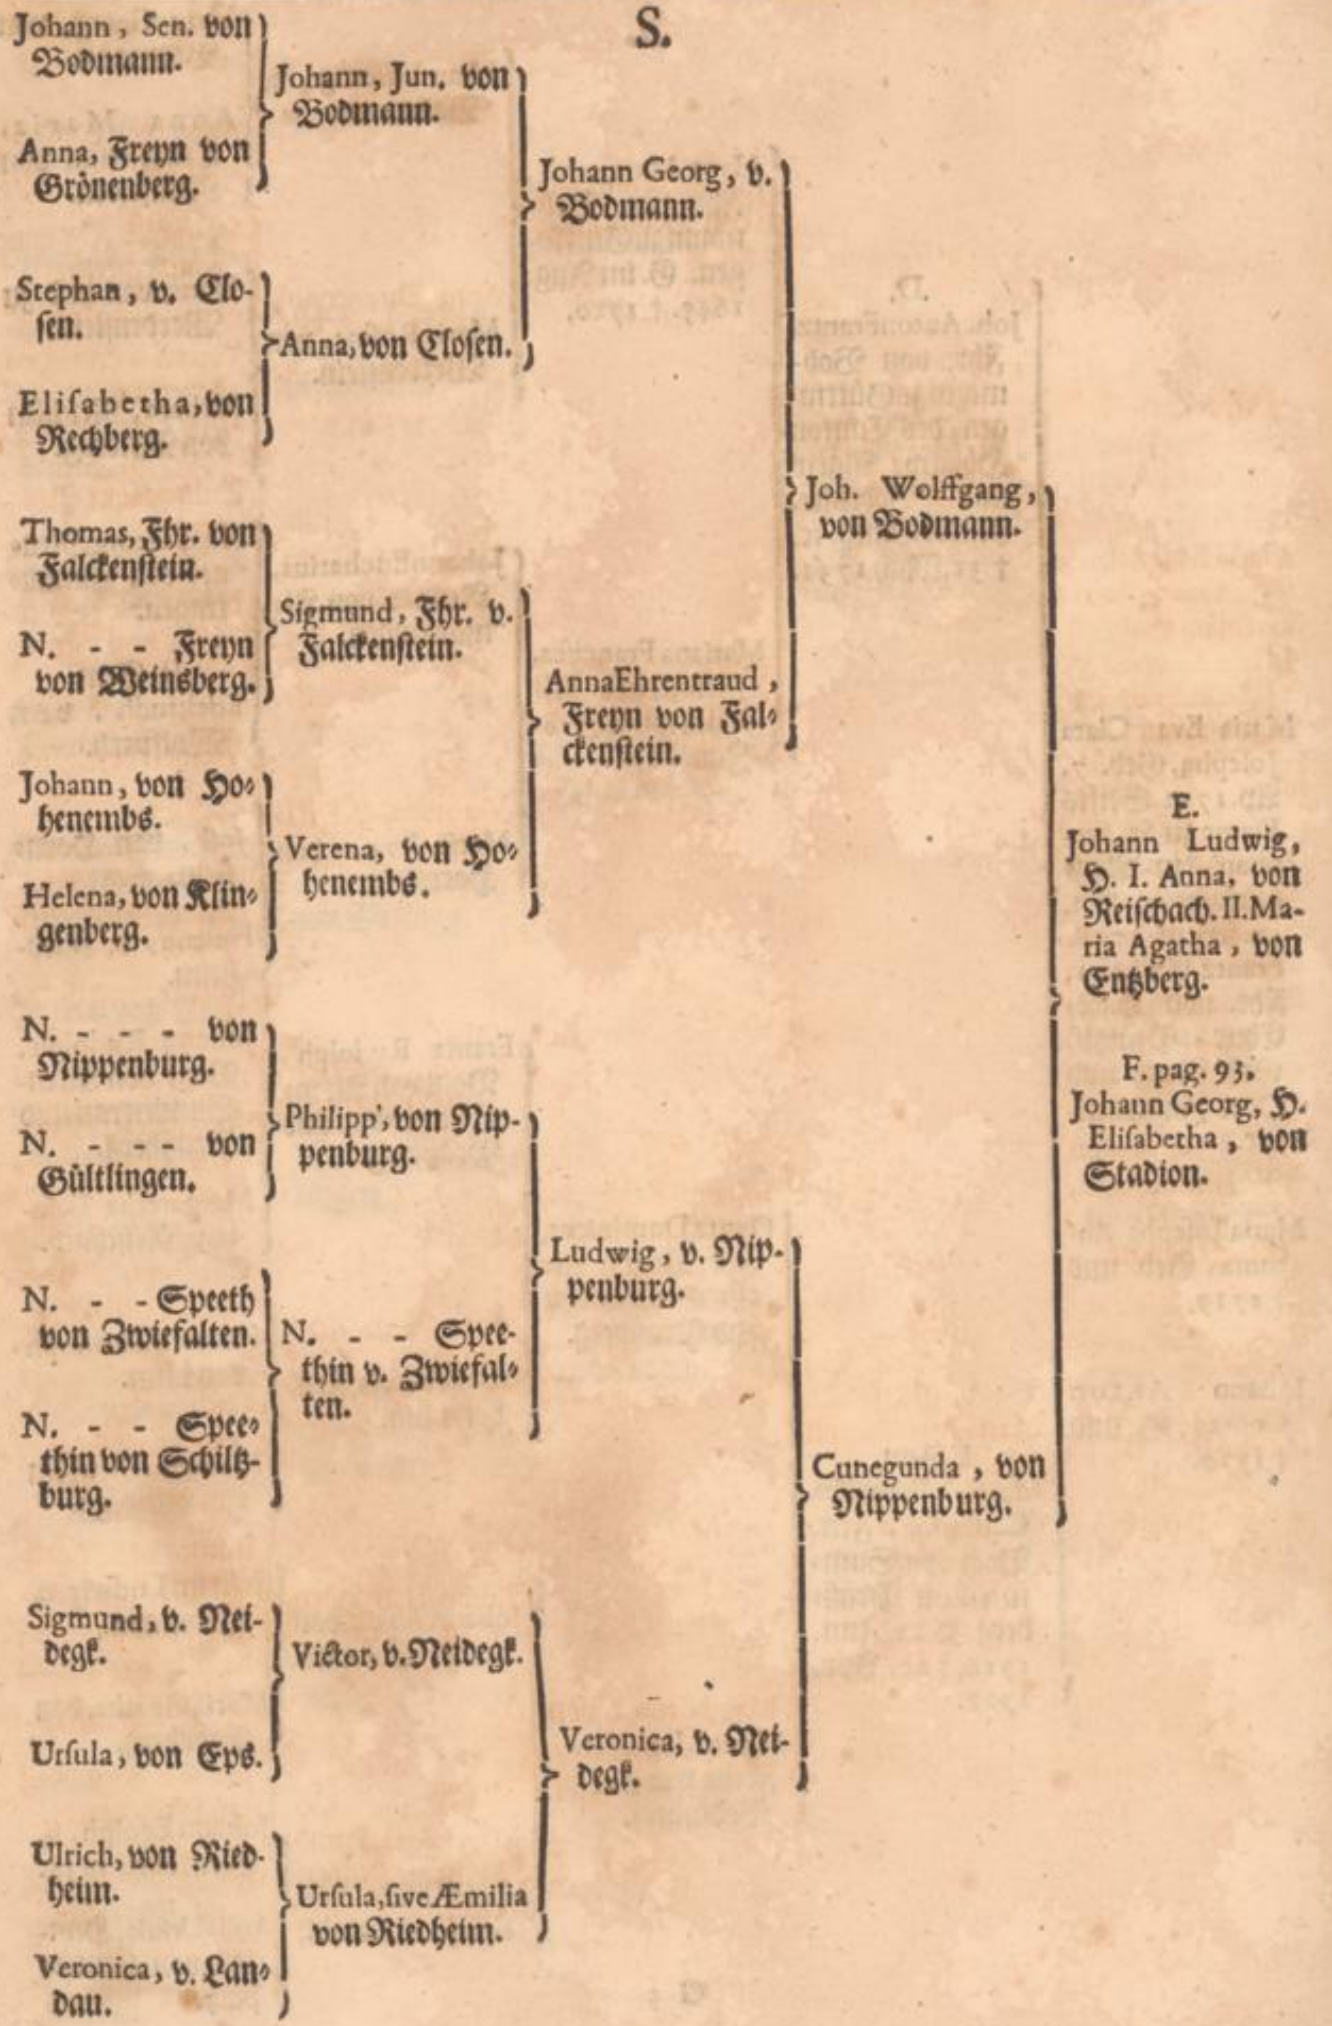 S.
Johann, Sen. von
Bodmann.
Anna, Freyn von
Grönenberg.
Stephan, v. Clo-
sen.
Elisabetha, von
Rechberg.
Thomas, Fhr. von
Falckenstein.
N. - - Freyn
von Weinsberg.
Johann, von Ho-
henembs.
Helena, von Klin-
genberg.
N. - - - von
Nippenburg.
N. - - - von
Gültlingen.
N. - - Speeth
von Zwiefalten.
N. - - Spee-
thin von Schiltz-
burg.
Sigmund, v. Nei-
degk.
Ursula, von Eps.
Ulrich, von Ried-
heim.
Veronica, v. Lan-
dau.
Johann, Jun. von
Bodmann.
Anna, von Closen.
Sigmund, Fhr. v.
Falckenstein.
Verena, von Ho-
henembs.
Philipp, von Nip-
penburg.
N. - - Spee-
thin v. Zwiefal-
ten.
Victor, v. Neidegk.
Ursula, sive Æmilia
von Riedheim.
Johann Georg, v.
Bodmann.
Anna Ehrentraud,
Freyn von Fal-
ckenstein.
Ludwig, v. Nip-
penburg.
Veronica, v. Nei-
degk.
Joh. Wolffgang,
von Bodmann.
Cunegunda, von
Nippenburg.
E.
Johann Ludwig,
H. I. Anna, von
Reischach. II. Ma-
ria Agatha, von
Entzberg.
F. pag. 93.
Johann Georg, H.
Elisabetha, von
Stadion.